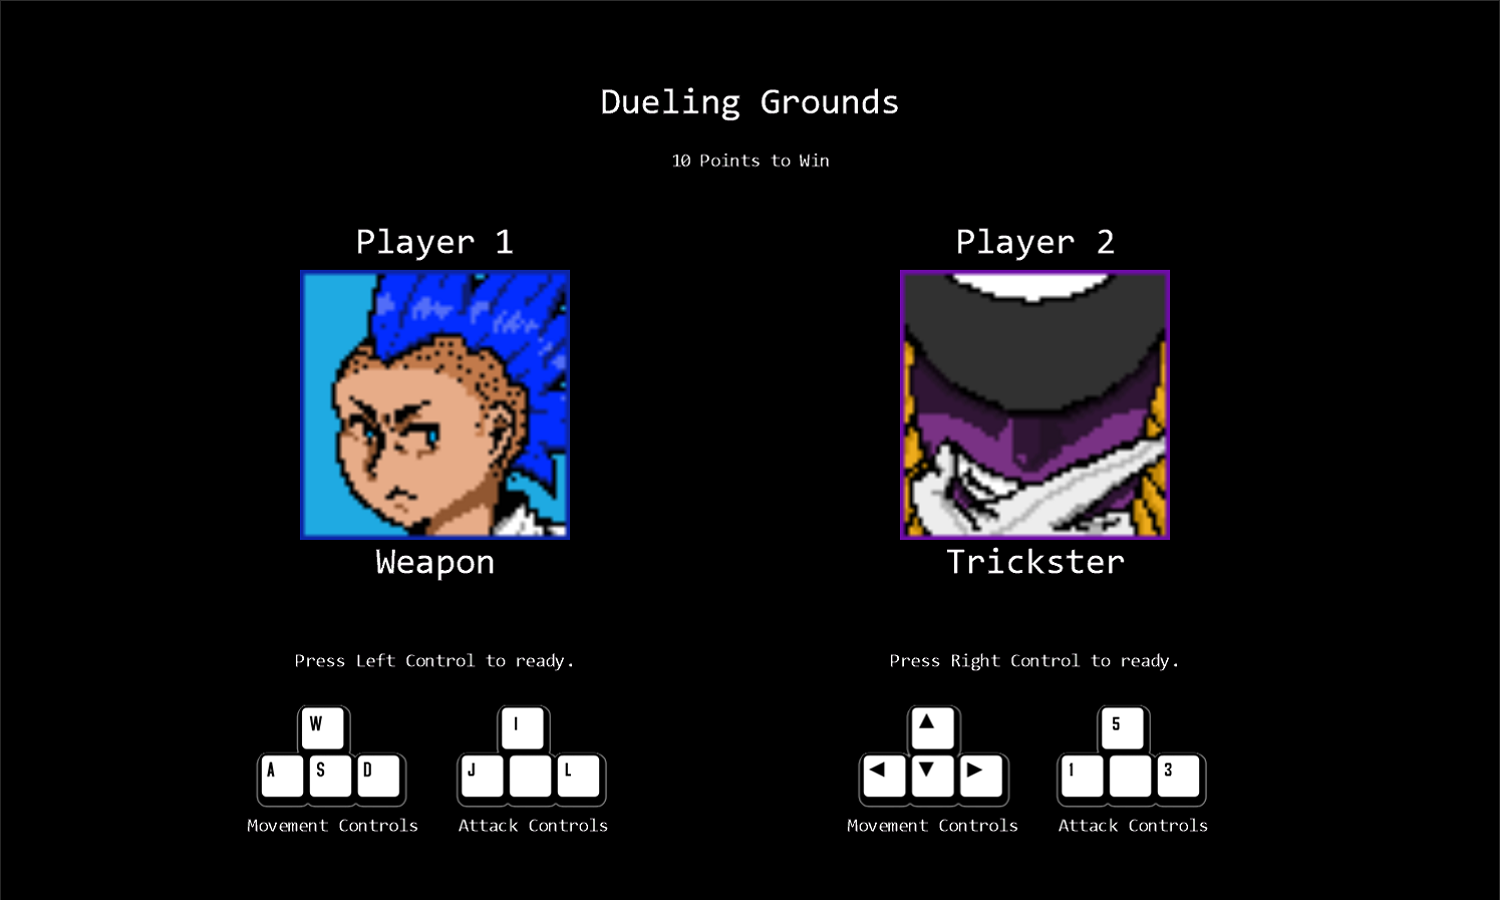 Dueling Grounds
10 Points to Win
Player 1
Player 2
Weapon
Trickster
Press Left Control to ready.
Press Right Control to ready.
W
I
▲
5
A S D
J L
◀ ▼ ▶
1 3
Movement Controls
Attack Controls
Movement Controls
Attack Controls